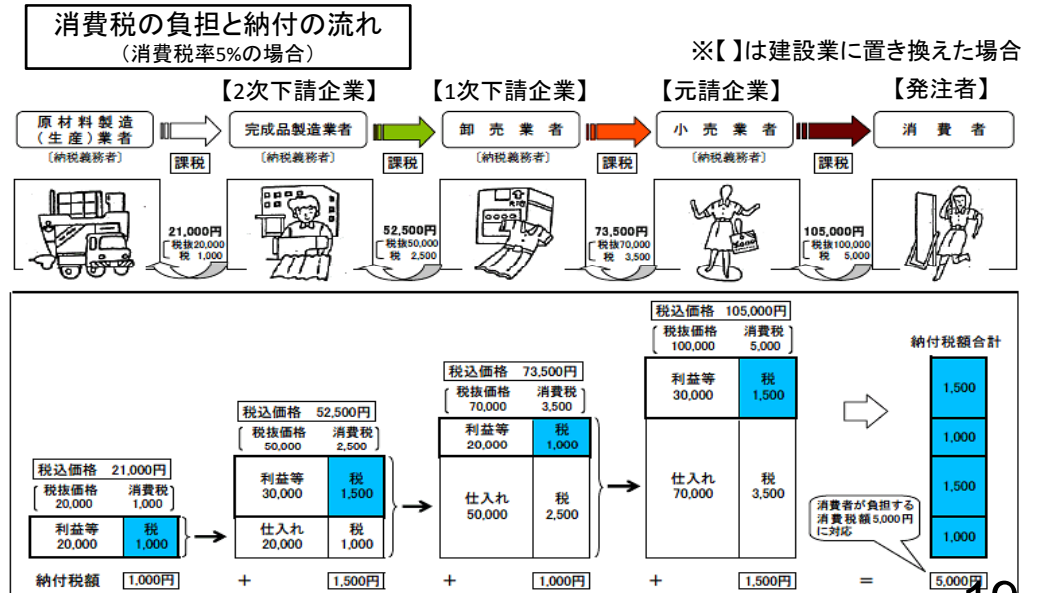 消費税の負担と納付の流れ
（消費税率5%の場合）
※【 】は建設業に置き換えた場合
【2次下請企業】
【1次下請企業】
【元請企業】
【発注者】
原材料製造
（生産）業者
完成品製造業者
卸売業者
小売業者
消費者
〔納税義務者〕
〔納税義務者〕
〔納税義務者〕
〔納税義務者〕
課税
課税
課税
課税
21,000円
税抜20,000
税 1,000
52,500円
税抜50,000
税 2,500
73,500円
税抜70,000
税 3,500
105,000円
税抜100,000
税 5,000
税込価格 105,000円
税抜価格 消費税
100,000 5,000
利益等 税
30,000 1,500
仕入れ 税
70,000 3,500
税込価格 73,500円
税抜価格 消費税
70,000 3,500
利益等 税
20,000 1,000
仕入れ 税
50,000 2,500
税込価格 52,500円
税抜価格 消費税
50,000 2,500
利益等 税
30,000 1,500
仕入れ 税
20,000 1,000
税込価格 21,000円
税抜価格 消費税
20,000 1,000
利益等 税
20,000 1,000
納付税額合計
1,500
1,000
1,500
1,000
消費者が負担する
消費税額5,000円
に対応
納付税額 1,000円 + 1,500円 + 1,000円 + 1,500円 = 5,000円